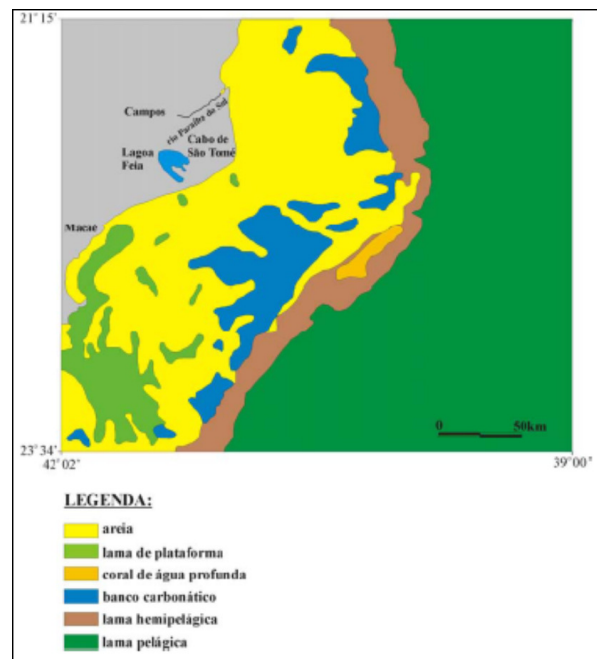 21°15'
Campos
rio Paraíba do Sul
Cabo de
São Tomé
Lagoa
Feia
Macaé
0 50km
23°34'
42°02' 39°00'
LEGENDA:
areia
lama de plataforma
coral de água profunda
banco carbonático
lama hemipelágica
lama pelágica